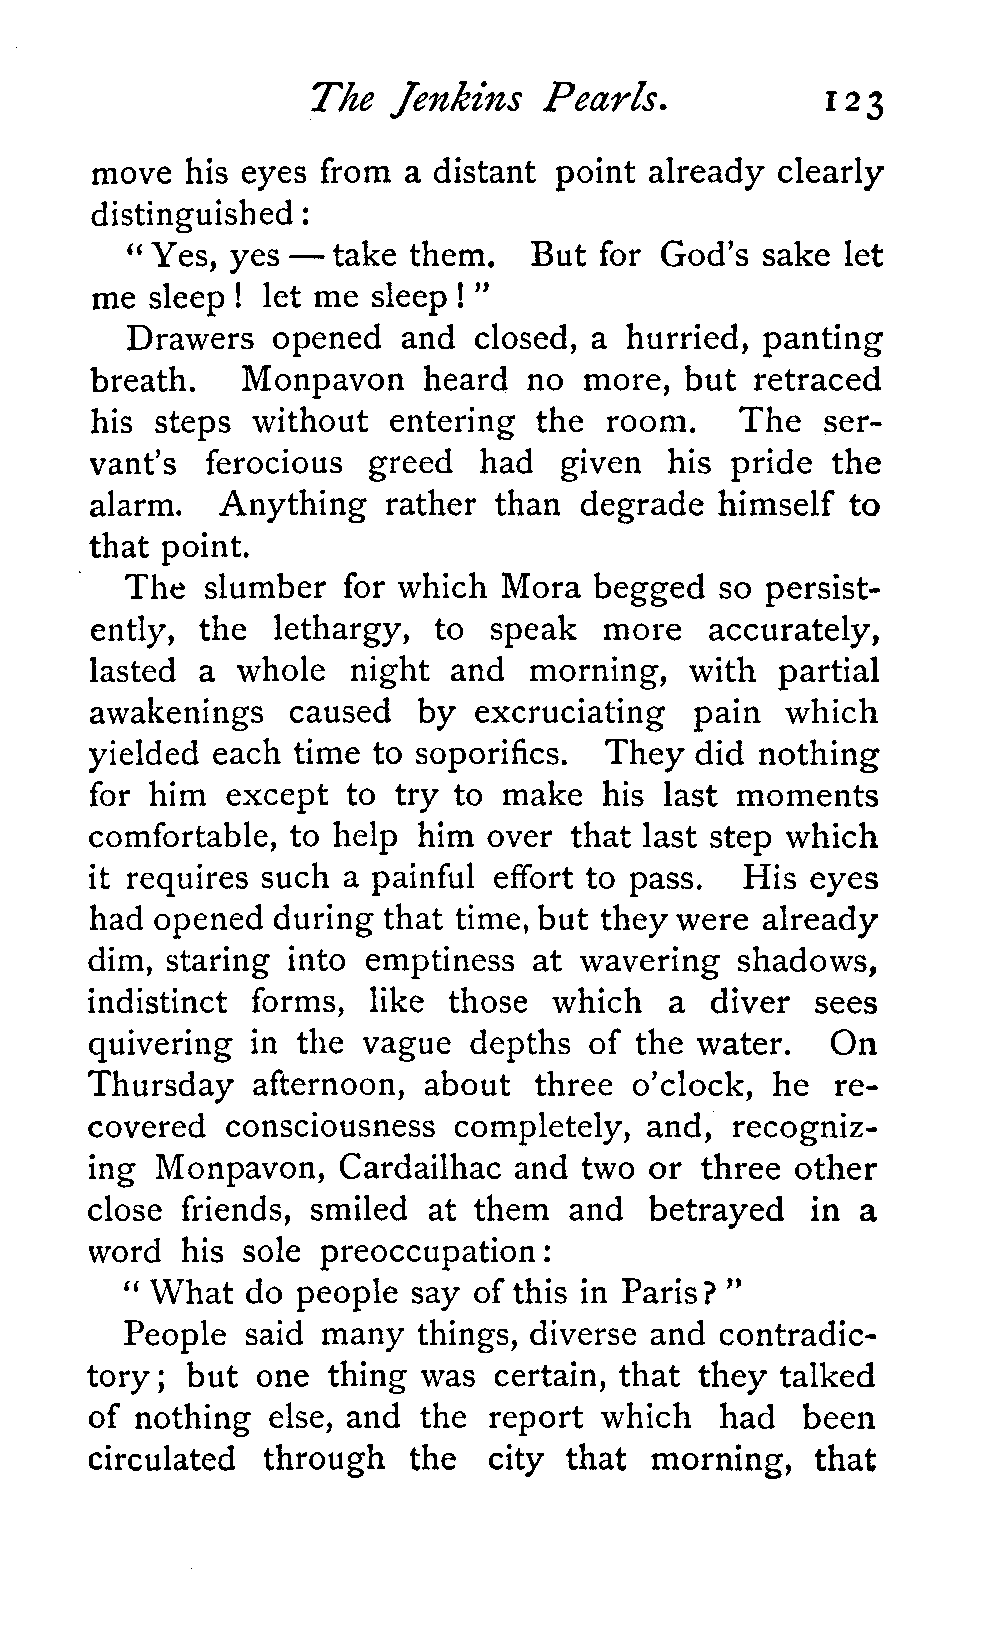 The Jenkins Pearls. 123
move his eyes from a distant point already clearly
distinguished:
"Yes, yes — take them. But for God's sake let
me sleep! let me sleep!"
Drawers opened and closed, a hurried, panting
breath. Monpavon heard no more, but retraced
his steps without entering the room. The ser-
vant's ferocious greed had given his pride the
alarm. Anything rather than degrade himself to
that point.
The slumber for which Mora begged so persist-
ently, the lethargy, to speak more accurately,
lasted a whole night and morning, with partial
awakenings caused by excruciating pain which
yielded each time to soporifics. They did nothing
for him except to try to make his last moments
comfortable, to help him over that last step which
it requires such a painful effort to pass. His eyes
had opened during that time, but they were already
dim, staring into emptiness at wavering shadows,
indistinct forms, like those which a diver sees
quivering in the vague depths of the water. On
Thursday afternoon, about three o'clock, he re-
covered consciousness completely, and, recogniz-
ing Monpavon, Cardailhac and two or three other
close friends, smiled at them and betrayed in a
word his sole preoccupation:
"What do people say of this in Paris?"
People said many things, diverse and contradic-
tory; but one thing was certain, that they talked
of nothing else, and the report which had been
circulated through the city that morning, that